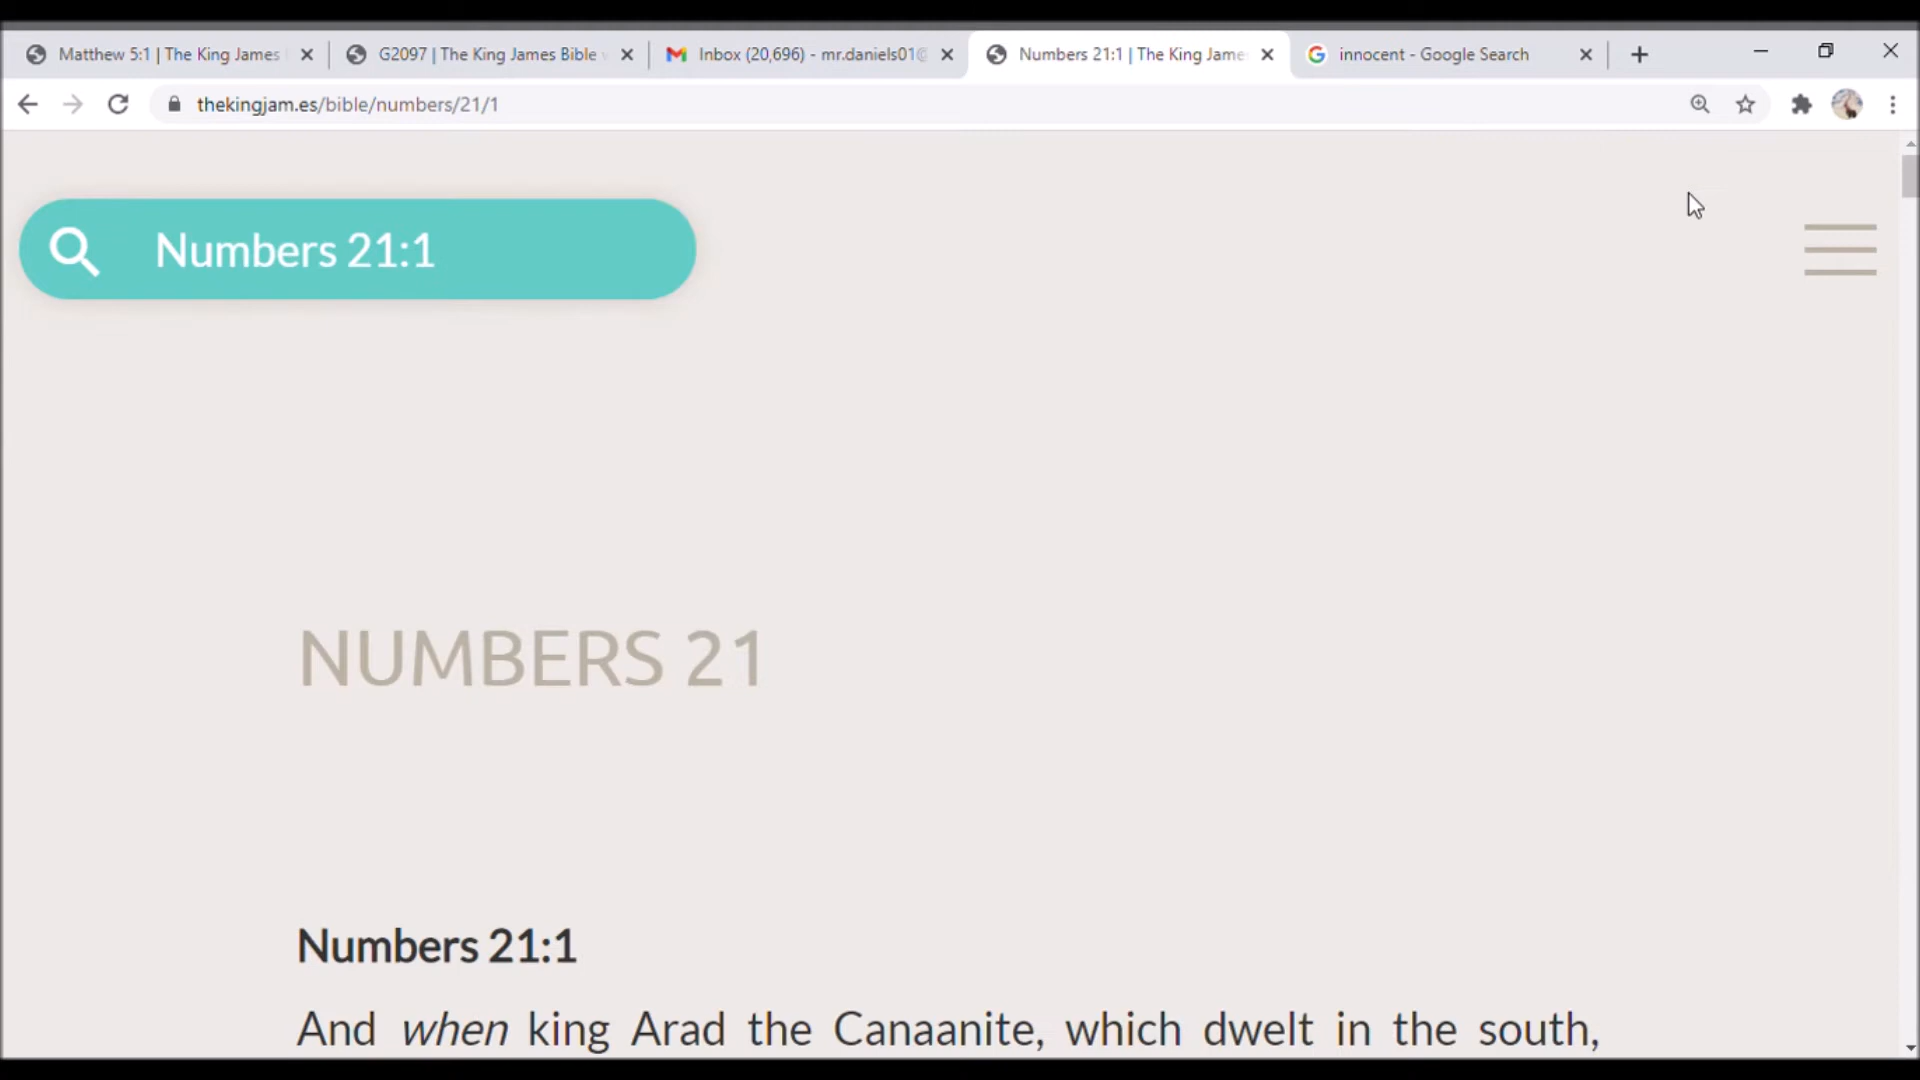 Matthew 5:1 | The King James
G2097 | The King James Bible
Inbox (20,696) - mr.daniels01@
Numbers 21:1 | The King Jame
innocent - Google Search
thekingjam.es/bible/numbers/21/1
Numbers 21:1
NUMBERS 21
Numbers 21:1
And when king Arad the Canaanite, which dwelt in the south,